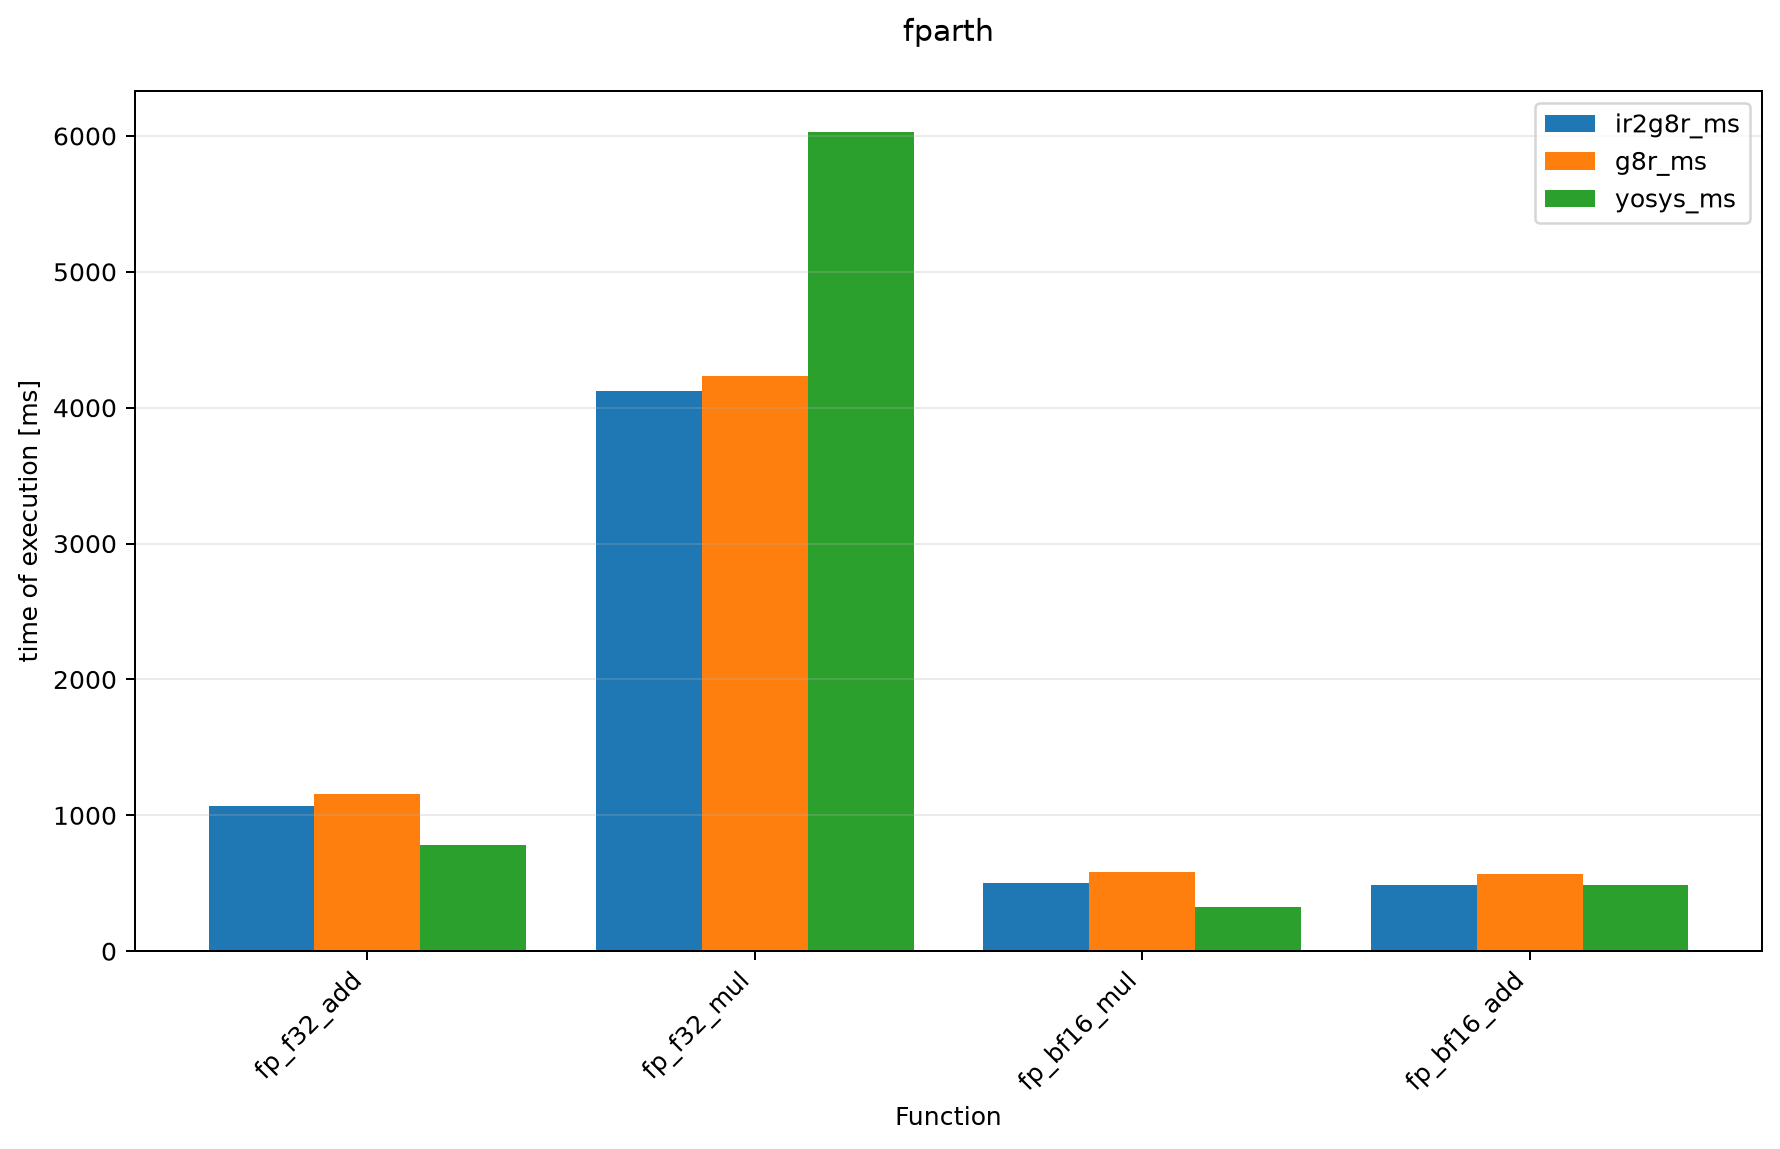 fparth
ir2g8r_ms
g8r_ms
yosys_ms
time of execution [ms]
6000
5000
4000
3000
2000
1000
0
fp_f32_add
fp_f32_mul
fp_bf16_mul
fp_bf16_add
Function